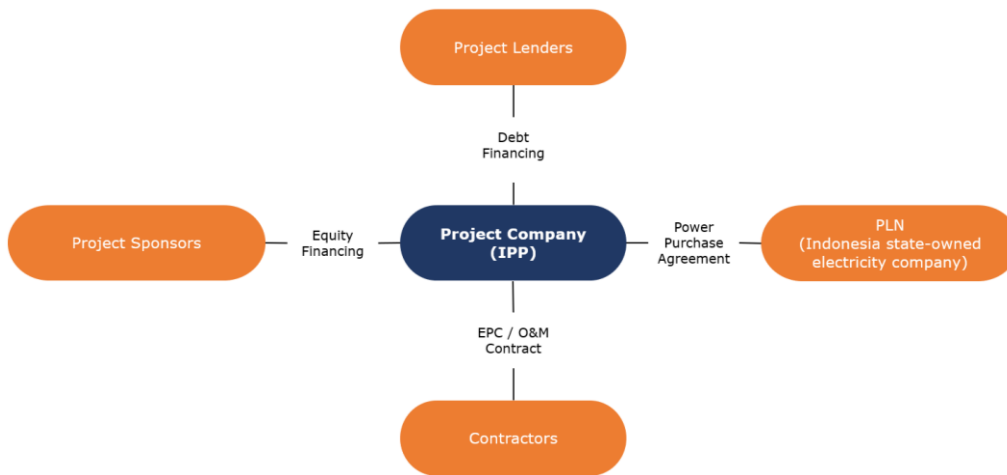 Project Lenders
Debt
Financing
Project Sponsors
Equity
Financing
Project Company
(IPP)
Power
Purchase
Agreement
PLN
(Indonesia state-owned
electricity company)
EPC / O&M
Contract
Contractors